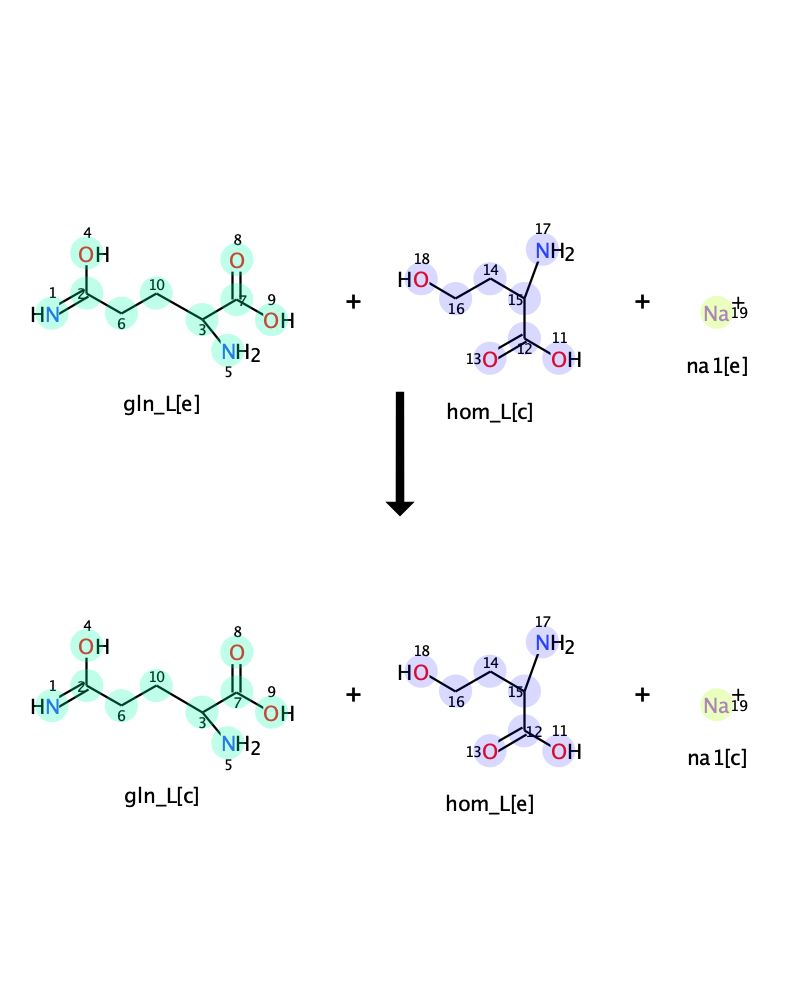 4 8 17
OH O NH2
1 2 10 7 9 18 14 15
HN 6 3 OH + HO 16 + Na+ 19
NH2 13 O 12 11 OH
5
gln_L[e] hom_L[c] na1[e]
4 8 17
OH O NH2
1 2 10 7 9 18 14 15
HN 6 3 OH + HO 16 + Na+ 19
NH2 13 O 12 11 OH
5
gln_L[c] hom_L[e] na1[c]